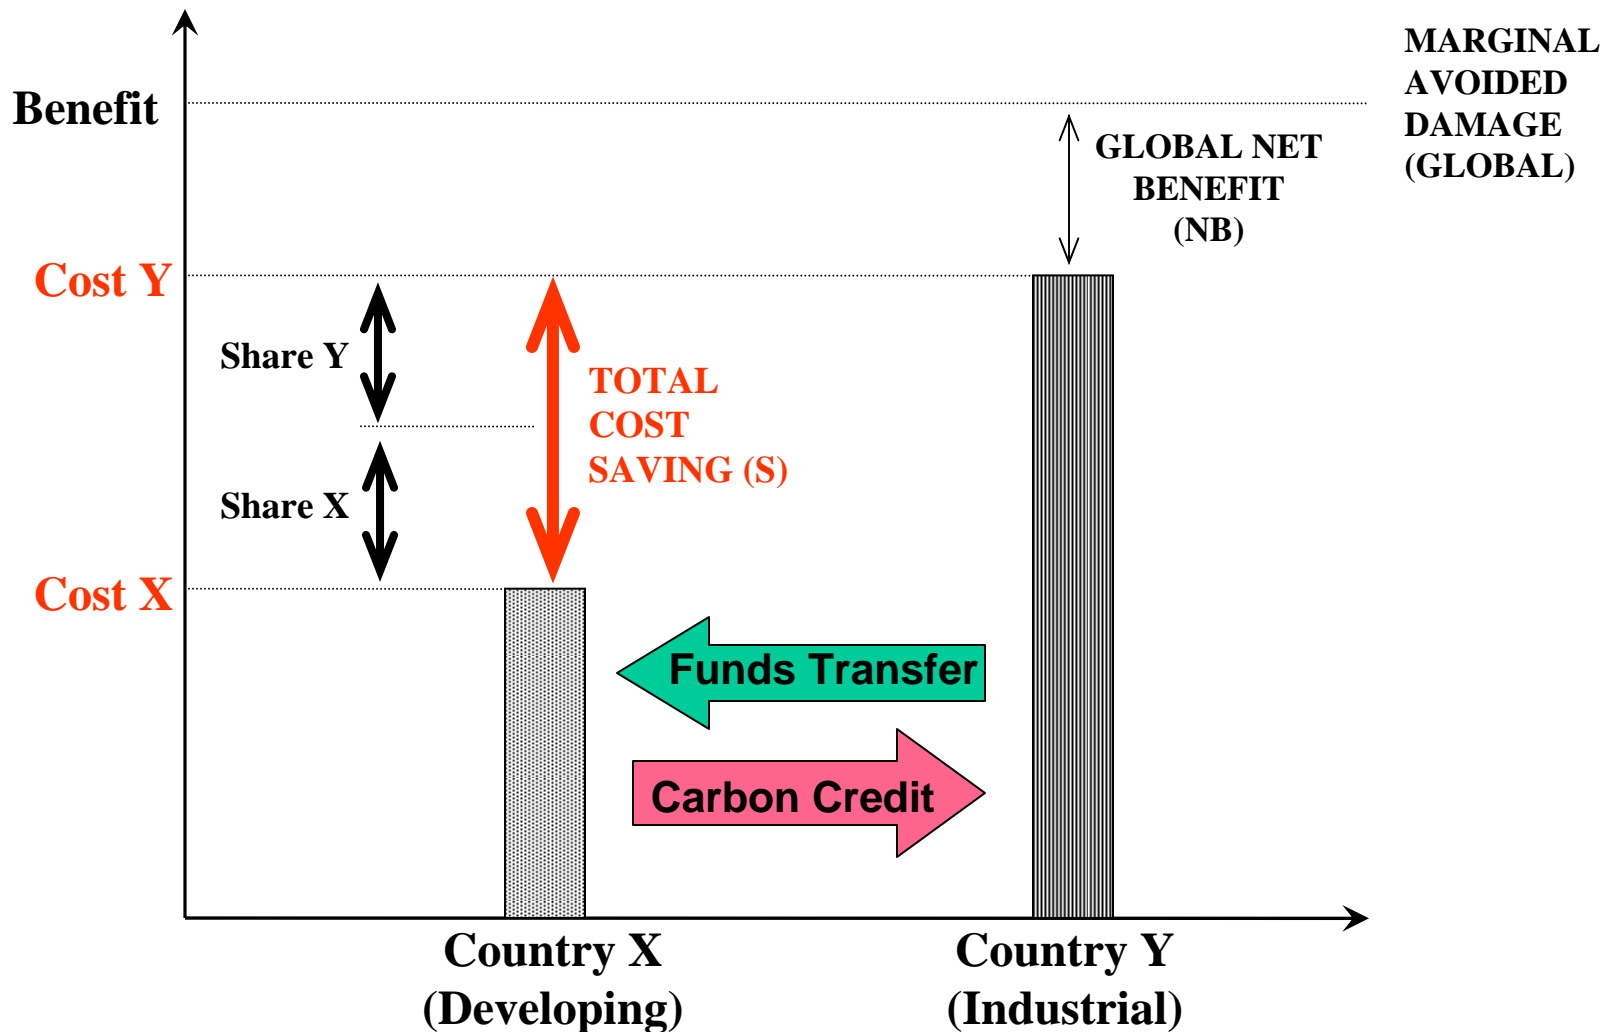 MARGINAL
AVOIDED
DAMAGE
(GLOBAL)
Benefit
GLOBAL NET
BENEFIT
(NB)
Cost Y
Share Y
TOTAL
COST
SAVING (S)
Share X
Cost X
Funds Transfer
Carbon Credit
Country X
(Developing)
Country Y
(Industrial)